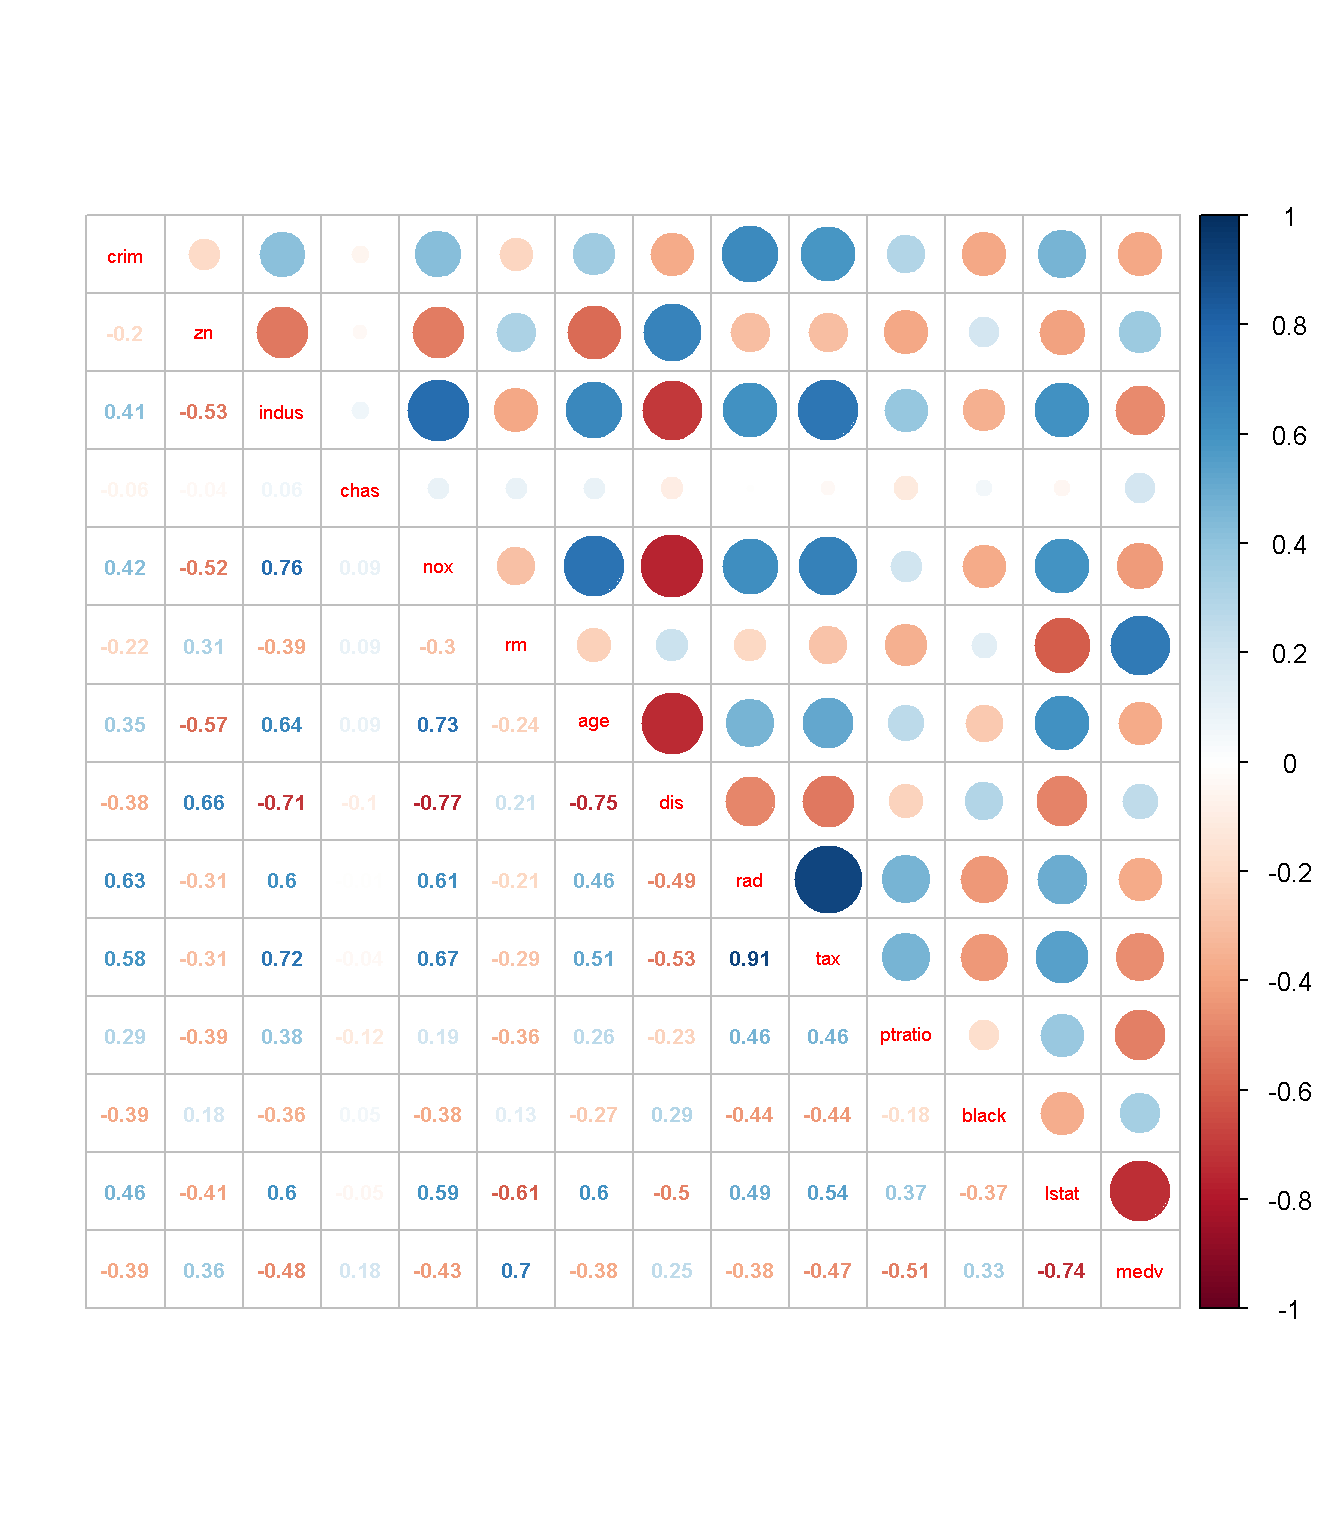 1
crim
0.8
-0.2 zn
0.41 -0.53 indus
0.6
-0.06 -0.04 0.06 chas
0.4
0.42 -0.52 0.76 0.09 nox
-0.22 0.31 -0.39 0.09 -0.3 rm
0.2
0.35 -0.57 0.64 0.09 0.73 -0.24 age
0
-0.38 0.66 -0.71 -0.1 -0.77 0.21 -0.75 dis
-0.2
0.63 -0.31 0.6 0.61 -0.21 0.46 -0.49 rad
0.58 -0.31 0.72 -0.04 0.67 -0.29 0.51 -0.53 0.91 tax
-0.4
0.29 -0.39 0.38 -0.12 0.19 -0.36 0.26 -0.23 0.46 0.46 ptratio
-0.6
-0.39 0.18 -0.36 0.05 -0.38 0.13 -0.27 0.29 -0.44 -0.44 -0.18 black
0.46 -0.41 0.6 -0.05 0.59 -0.61 0.6 -0.5 0.49 0.54 0.37 -0.37 lstat
-0.8
-0.39 0.36 -0.48 0.18 -0.43 0.7 -0.38 0.25 -0.38 -0.47 -0.51 0.33 -0.74 medv
-1